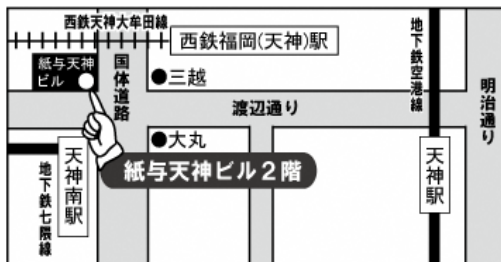 西鉄天神大牟田線
西鉄福岡(天神)駅
紙与天神
ビル
国体道路
●三越
地下鉄空港線
明治通り
渡辺通り
●大丸
天神南駅
紙与天神ビル2階
天神駅
地下鉄七隈線